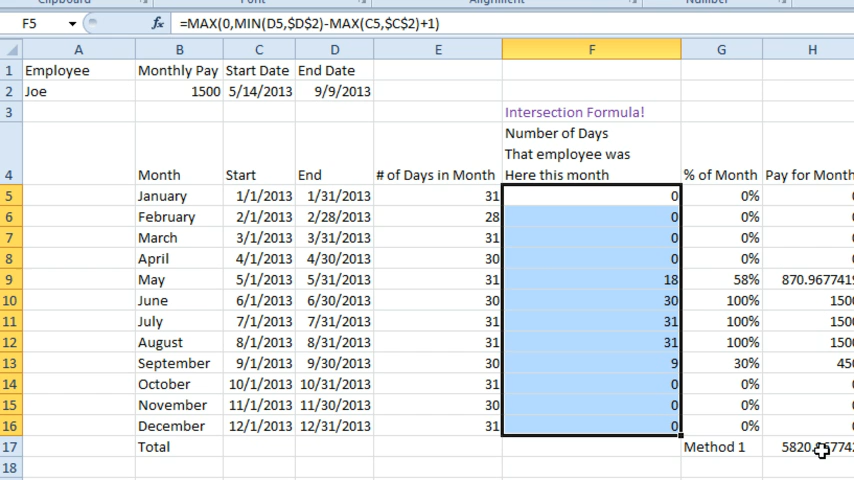 Clipboard Font Alignment Number
F5 fx =MAX(0,MIN(D5,$D$2)-MAX(C5,$C$2)+1)
A B C D E F G H
1 Employee Monthly Pay Start Date End Date
2 Joe 1500 5/14/2013 9/9/2013
3 Intersection Formula!
Number of Days
That employee was
4 Month Start End # of Days in Month Here this month % of Month Pay for Month
5 January 1/1/2013 1/31/2013 31 0 0% 0
6 February 2/1/2013 2/28/2013 28 0 0% 0
7 March 3/1/2013 3/31/2013 31 0 0% 0
8 April 4/1/2013 4/30/2013 30 0 0% 0
9 May 5/1/2013 5/31/2013 31 18 58% 870.9677419
10 June 6/1/2013 6/30/2013 30 30 100% 1500
11 July 7/1/2013 7/31/2013 31 31 100% 1500
12 August 8/1/2013 8/31/2013 31 31 100% 1500
13 September 9/1/2013 9/30/2013 30 9 30% 450
14 October 10/1/2013 10/31/2013 31 0 0% 0
15 November 11/1/2013 11/30/2013 30 0 0% 0
16 December 12/1/2013 12/31/2013 31 0 0% 0
17 Total Method 1
18